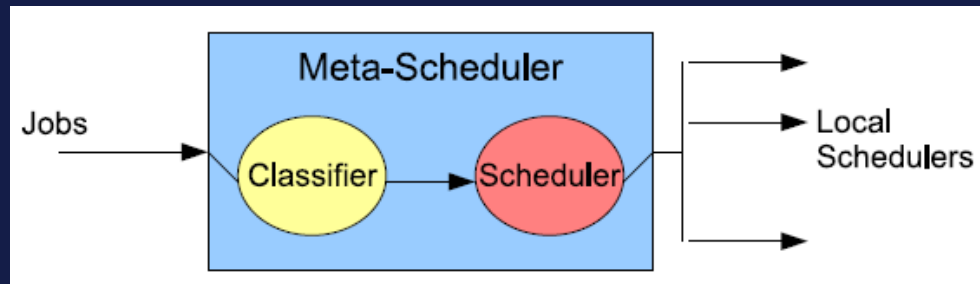 Meta-Scheduler
Jobs
Classifier
Scheduler
Local
Schedulers